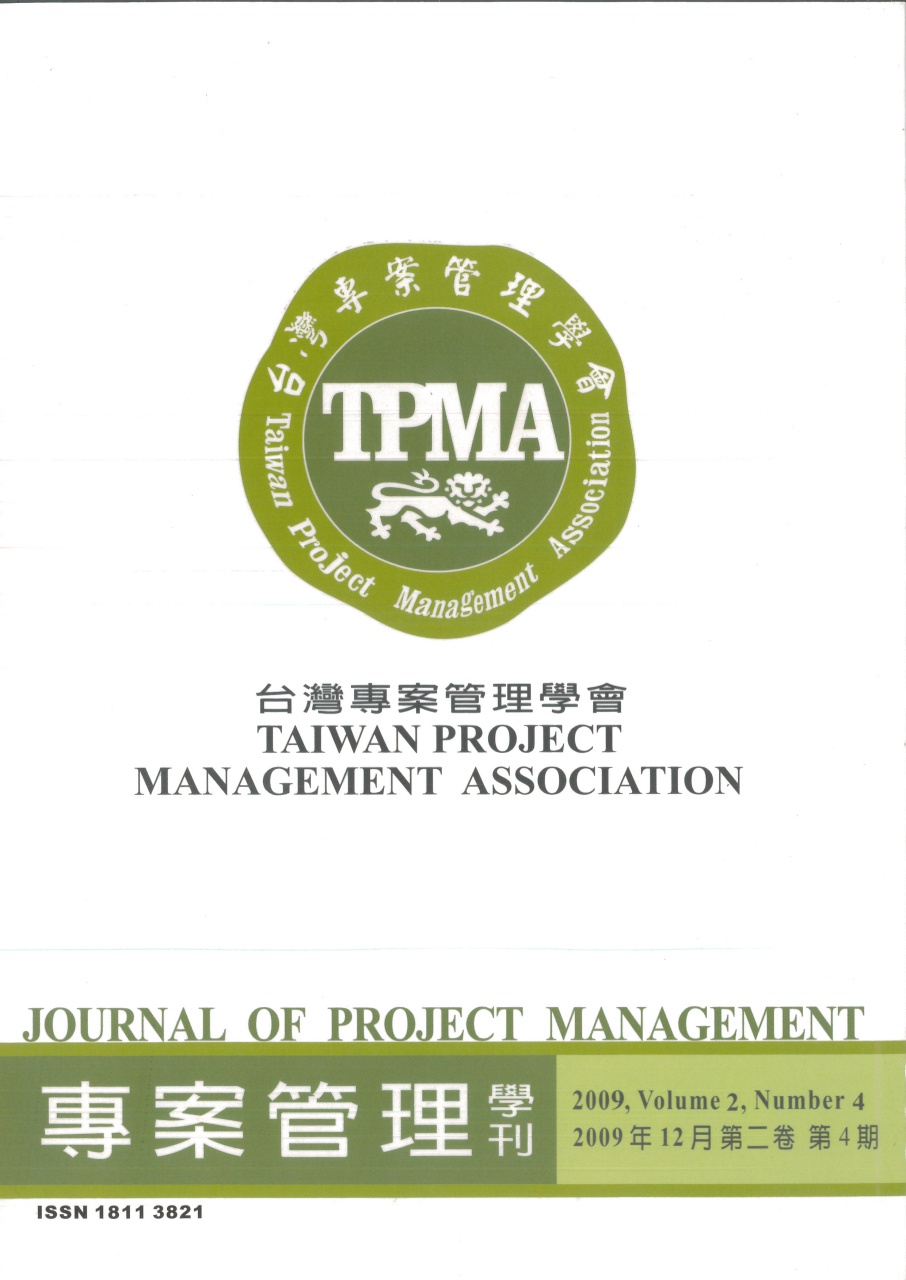 台灣專案管理學會
TPMA
Taiwan Project Management Association
台灣專案管理學會
TAIWAN PROJECT
MANAGEMENT ASSOCIATION
JOURNAL OF PROJECT MANAGEMENT
專案管理 學刊
2009, Volume 2, Number 4
2009年12月第二卷 第4期
ISSN 1811 3821